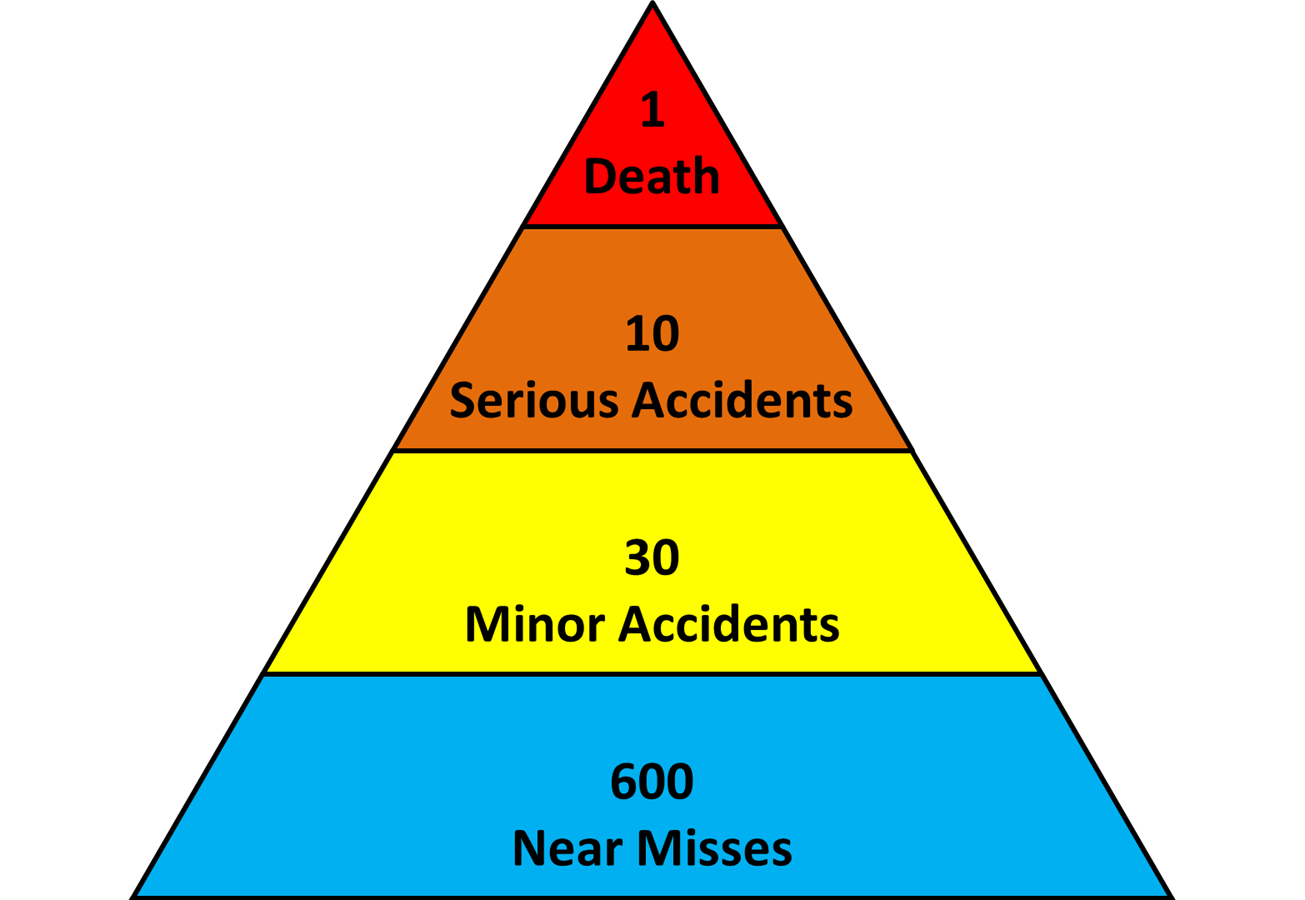 1
Death
10
Serious Accidents
30
Minor Accidents
600
Near Misses